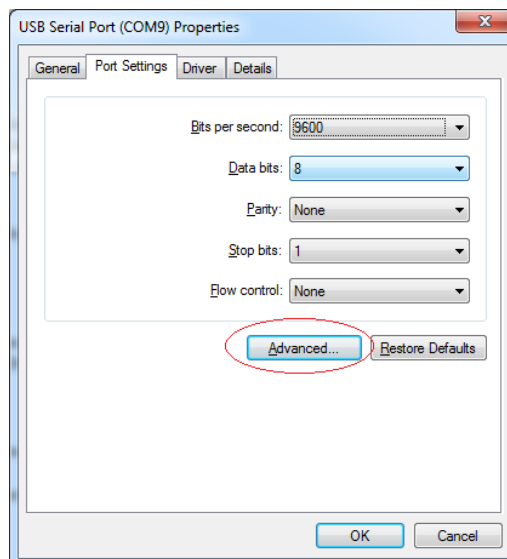 USB Serial Port (COM9) Properties
General Port Settings Driver Details
Bits per second: 9600
Data bits: 8
Parity: None
Stop bits: 1
Flow control: None
Advanced... Restore Defaults
OK Cancel